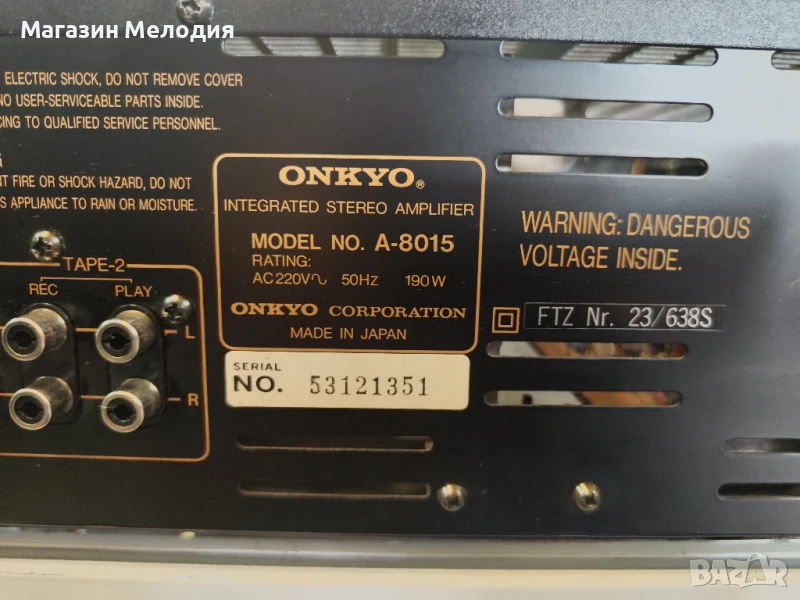 Магазин Мелодия
ELECTRIC SHOCK, DO NOT REMOVE COVER
NO USER-SERVICEABLE PARTS INSIDE.
CING TO QUALIFIED SERVICE PERSONNEL.
T FIRE OR SHOCK HAZARD, DO NOT
S APPLIANCE TO RAIN OR MOISTURE.
TAPE-2
REC PLAY
L
R
ONKYO®
INTEGRATED STEREO AMPLIFIER
MODEL NO. A-8015
RATING:
AC 220V∿ 50Hz 190W
ONKYO CORPORATION
MADE IN JAPAN
SERIAL
NO. 53121351
WARNING: DANGEROUS
VOLTAGE INSIDE.
FTZ Nr. 23/638S
BAZAR